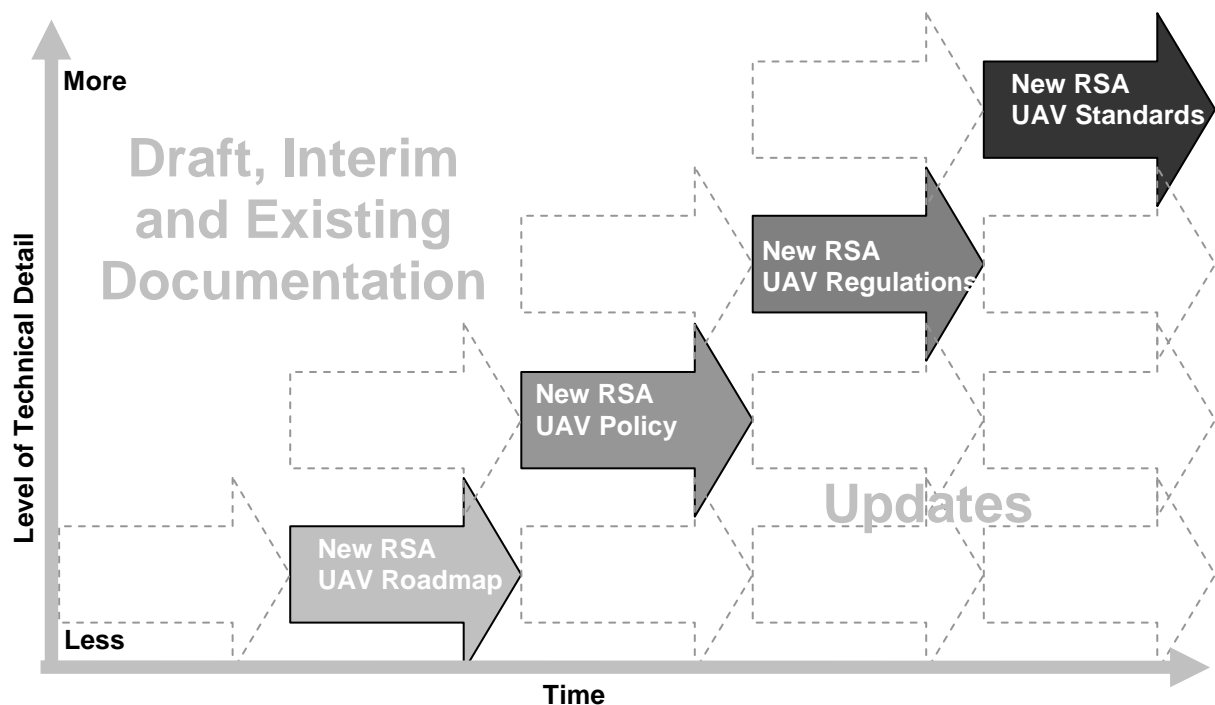 More
New RSA
UAV Standards
Draft, Interim
and Existing
Documentation
New RSA
UAV Regulations
Level of Technical Detail
New RSA
UAV Policy
Updates
New RSA
UAV Roadmap
Less
Time